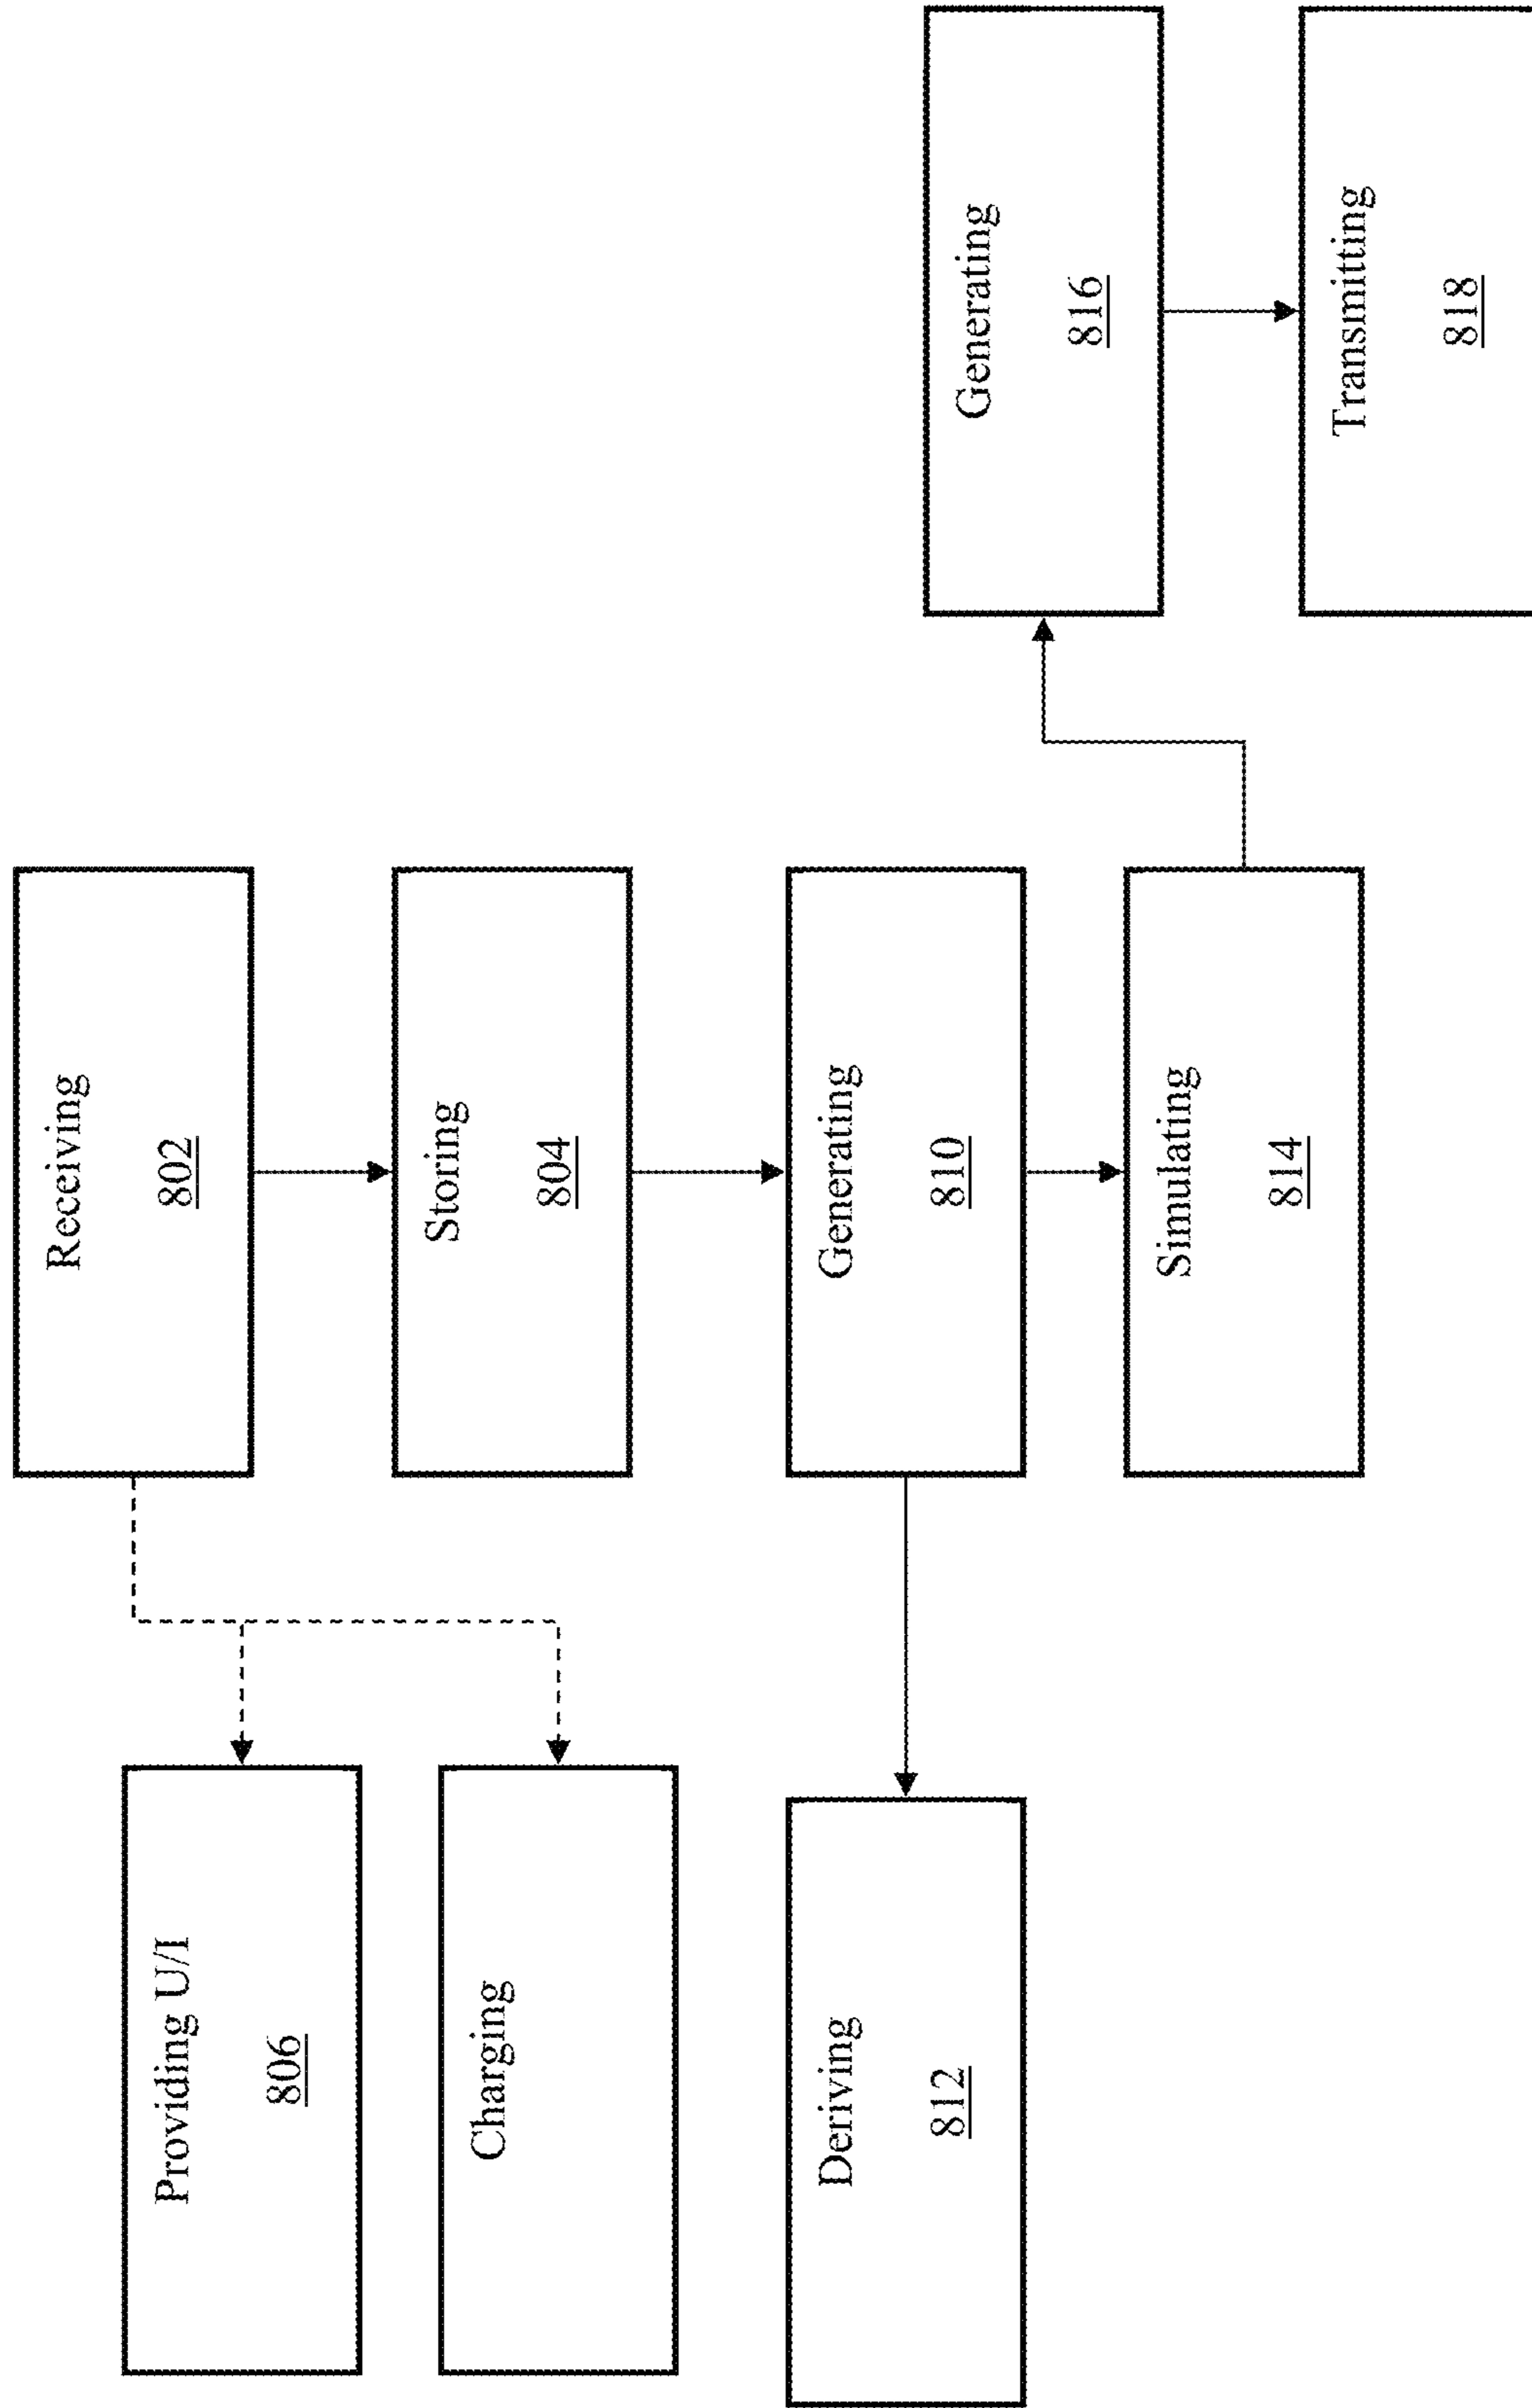 Receiving
802
Storing
804
Providing U/I
806
Charging
Generating
810
Deriving
812
Simulating
814
Generating
816
Transmitting
818